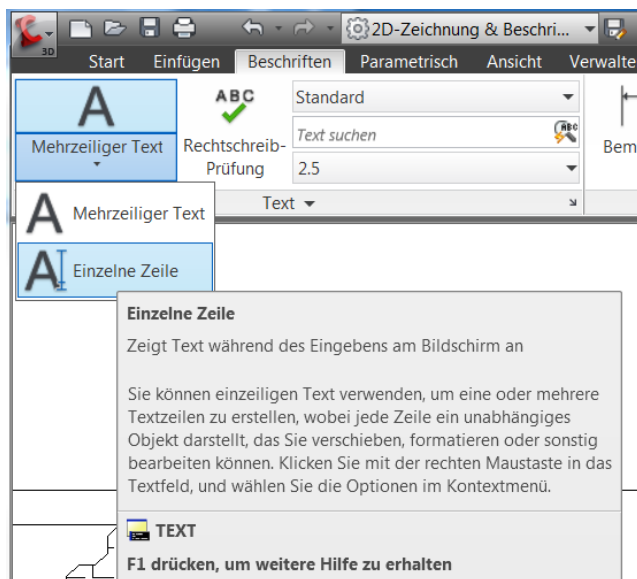 3D
2D-Zeichnung & Beschri...
Start Einfügen Beschriften Parametrisch Ansicht Verwalte
A
Mehrzeiliger Text
ABC
Rechtschreib-
Prüfung
Standard
Text suchen
ABC
2.5
Bem
Text
A Mehrzeiliger Text
A Einzelne Zeile
Einzelne Zeile
Zeigt Text während des Eingebens am Bildschirm an
Sie können einzeiligen Text verwenden, um eine oder mehrere
Textzeilen zu erstellen, wobei jede Zeile ein unabhängiges
Objekt darstellt, das Sie verschieben, formatieren oder sonstig
bearbeiten können. Klicken Sie mit der rechten Maustaste in das
Textfeld, und wählen Sie die Optionen im Kontextmenü.
TEXT
F1 drücken, um weitere Hilfe zu erhalten